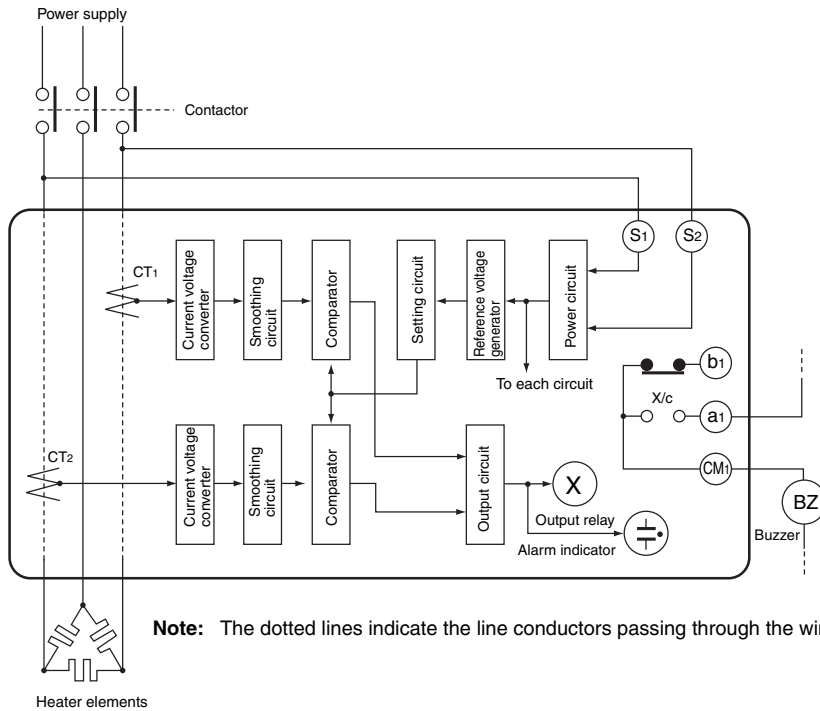 Power supply
Contactor
S1
S2
CT1
Current voltage
converter
Smoothing
circuit
Comparator
Setting circuit
Reference voltage
generator
Power circuit
To each circuit
b1
X/c
a1
CM1
BZ
Buzzer
CT2
Current voltage
converter
Smoothing
circuit
Comparator
Output circuit
X
Output relay
Alarm indicator
Note: The dotted lines indicate the line conductors passing through the
Heater elements